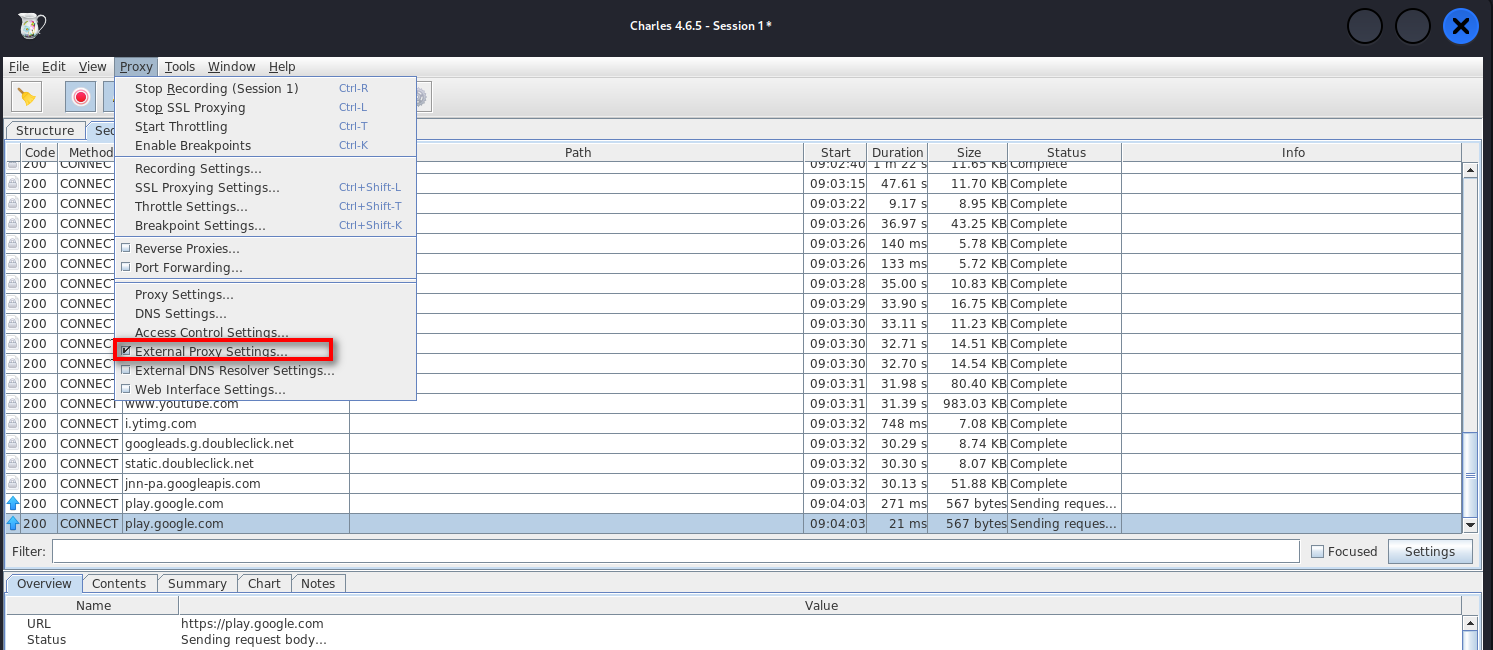 Charles 4.6.5 - Session 1 *
File Edit View Proxy Tools Window Help
Stop Recording (Session 1) Ctrl-R
Stop SSL Proxying Ctrl-L
Start Throttling Ctrl-T
Enable Breakpoints Ctrl-K
Recording Settings...
SSL Proxying Settings... Ctrl+Shift-L
Throttle Settings... Ctrl+Shift-T
Breakpoint Settings... Ctrl+Shift-K
Reverse Proxies...
Port Forwarding...
Proxy Settings...
DNS Settings...
Access Control Settings...
External Proxy Settings...
External DNS Resolver Settings...
Web Interface Settings...
Structure
Code Method Path Start Duration Size Status Info
200 CONNECT 09:02:40 1 m 22 s 11.65 KB Complete
200 CONNECT 09:03:15 47.61 s 11.70 KB Complete
200 CONNECT 09:03:22 9.17 s 8.95 KB Complete
200 CONNECT 09:03:26 36.97 s 43.25 KB Complete
200 CONNECT 09:03:26 140 ms 5.78 KB Complete
200 CONNECT 09:03:26 133 ms 5.72 KB Complete
200 CONNECT 09:03:28 35.00 s 10.83 KB Complete
200 CONNECT 09:03:29 33.90 s 16.75 KB Complete
200 CONNECT 09:03:30 33.11 s 11.23 KB Complete
200 CONNECT 09:03:30 32.71 s 14.51 KB Complete
200 CONNECT 09:03:30 32.70 s 14.54 KB Complete
200 CONNECT 09:03:31 31.98 s 80.40 KB Complete
200 CONNECT www.youtube.com 09:03:31 31.39 s 983.03 KB Complete
200 CONNECT i.ytimg.com 09:03:32 748 ms 7.08 KB Complete
200 CONNECT googleads.g.doubleclick.net 09:03:32 30.29 s 8.74 KB Complete
200 CONNECT static.doubleclick.net 09:03:32 30.30 s 8.07 KB Complete
200 CONNECT jnn-pa.googleapis.com 09:03:32 30.13 s 51.88 KB Complete
200 CONNECT play.google.com 09:04:03 271 ms 567 bytes Sending reques...
200 CONNECT play.google.com 09:04:03 21 ms 567 bytes Sending reques...
Filter: Focused Settings
Overview Contents Summary Chart Notes
Name Value
URL https://play.google.com
Status Sending request body...